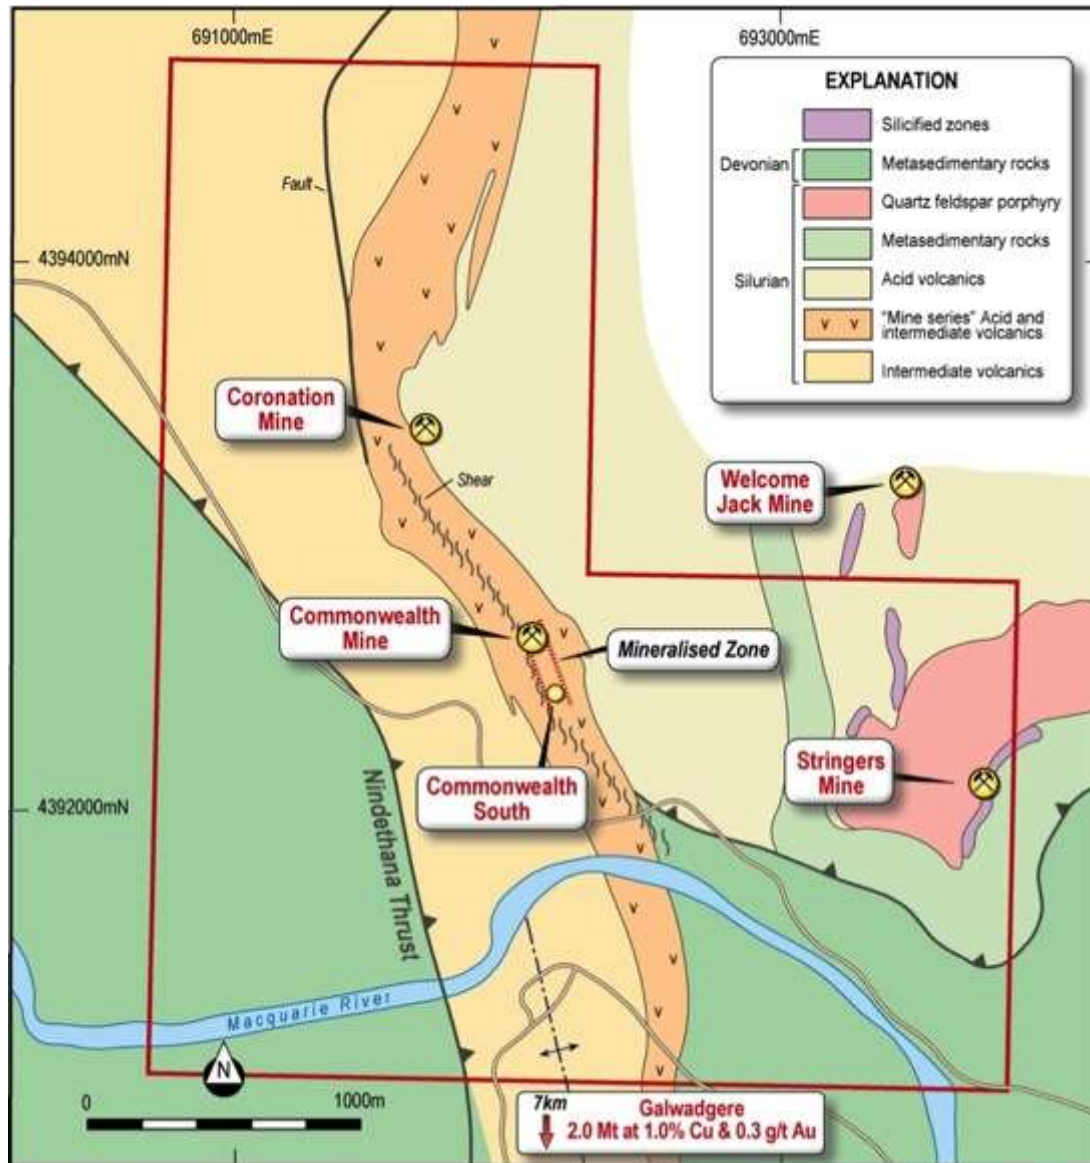 691000mE
693000mE
EXPLANATION
Silicified zones
Devonian
Metasedimentary rocks
Quartz feldspar porphyry
Metasedimentary rocks
Silurian
Acid volcanics
"Mine series" Acid and
intermediate volcanics
Intermediate volcanics
v v
Fault
4394000mN
Coronation
Mine
Shear
Welcome
Jack Mine
Commonwealth
Mine
Mineralised Zone
Stringers
Mine
Commonwealth
South
4392000mN
Nindethana Thrust
Macquarie River
N
0
1000m
7km
Galwadgere
2.0 Mt at 1.0% Cu & 0.3 g/t Au